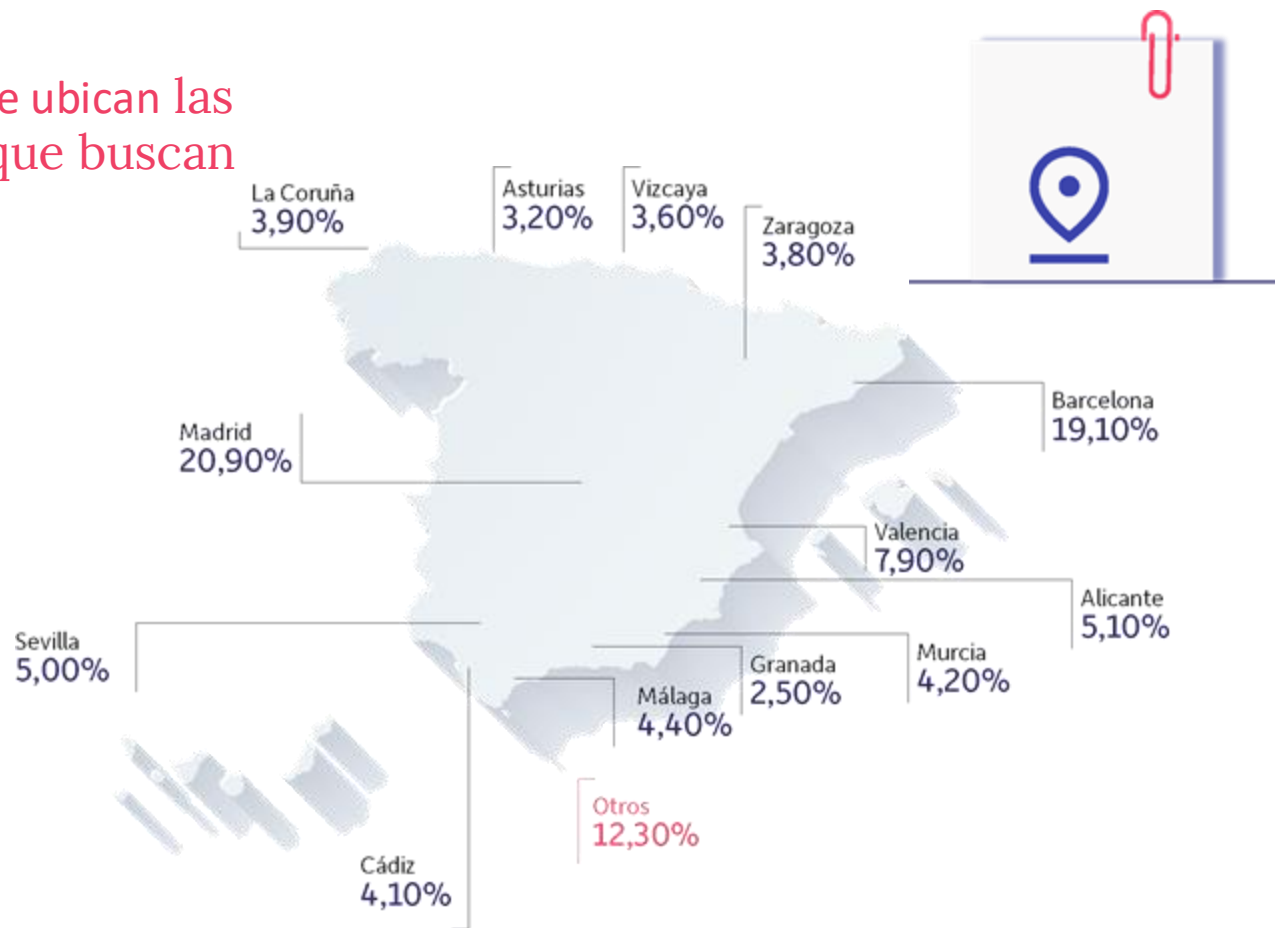 e ubican las
que buscan
La Coruña
3,90%
Asturias
3,20%
Vizcaya
3,60%
Zaragoza
3,80%
Barcelona
19,10%
Madrid
20,90%
Valencia
7,90%
Alicante
5,10%
Sevilla
5,00%
Murcia
4,20%
Granada
2,50%
Málaga
4,40%
Otros
12,30%
Cádiz
4,10%